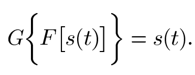 G{F[s(t)]} = s(t).